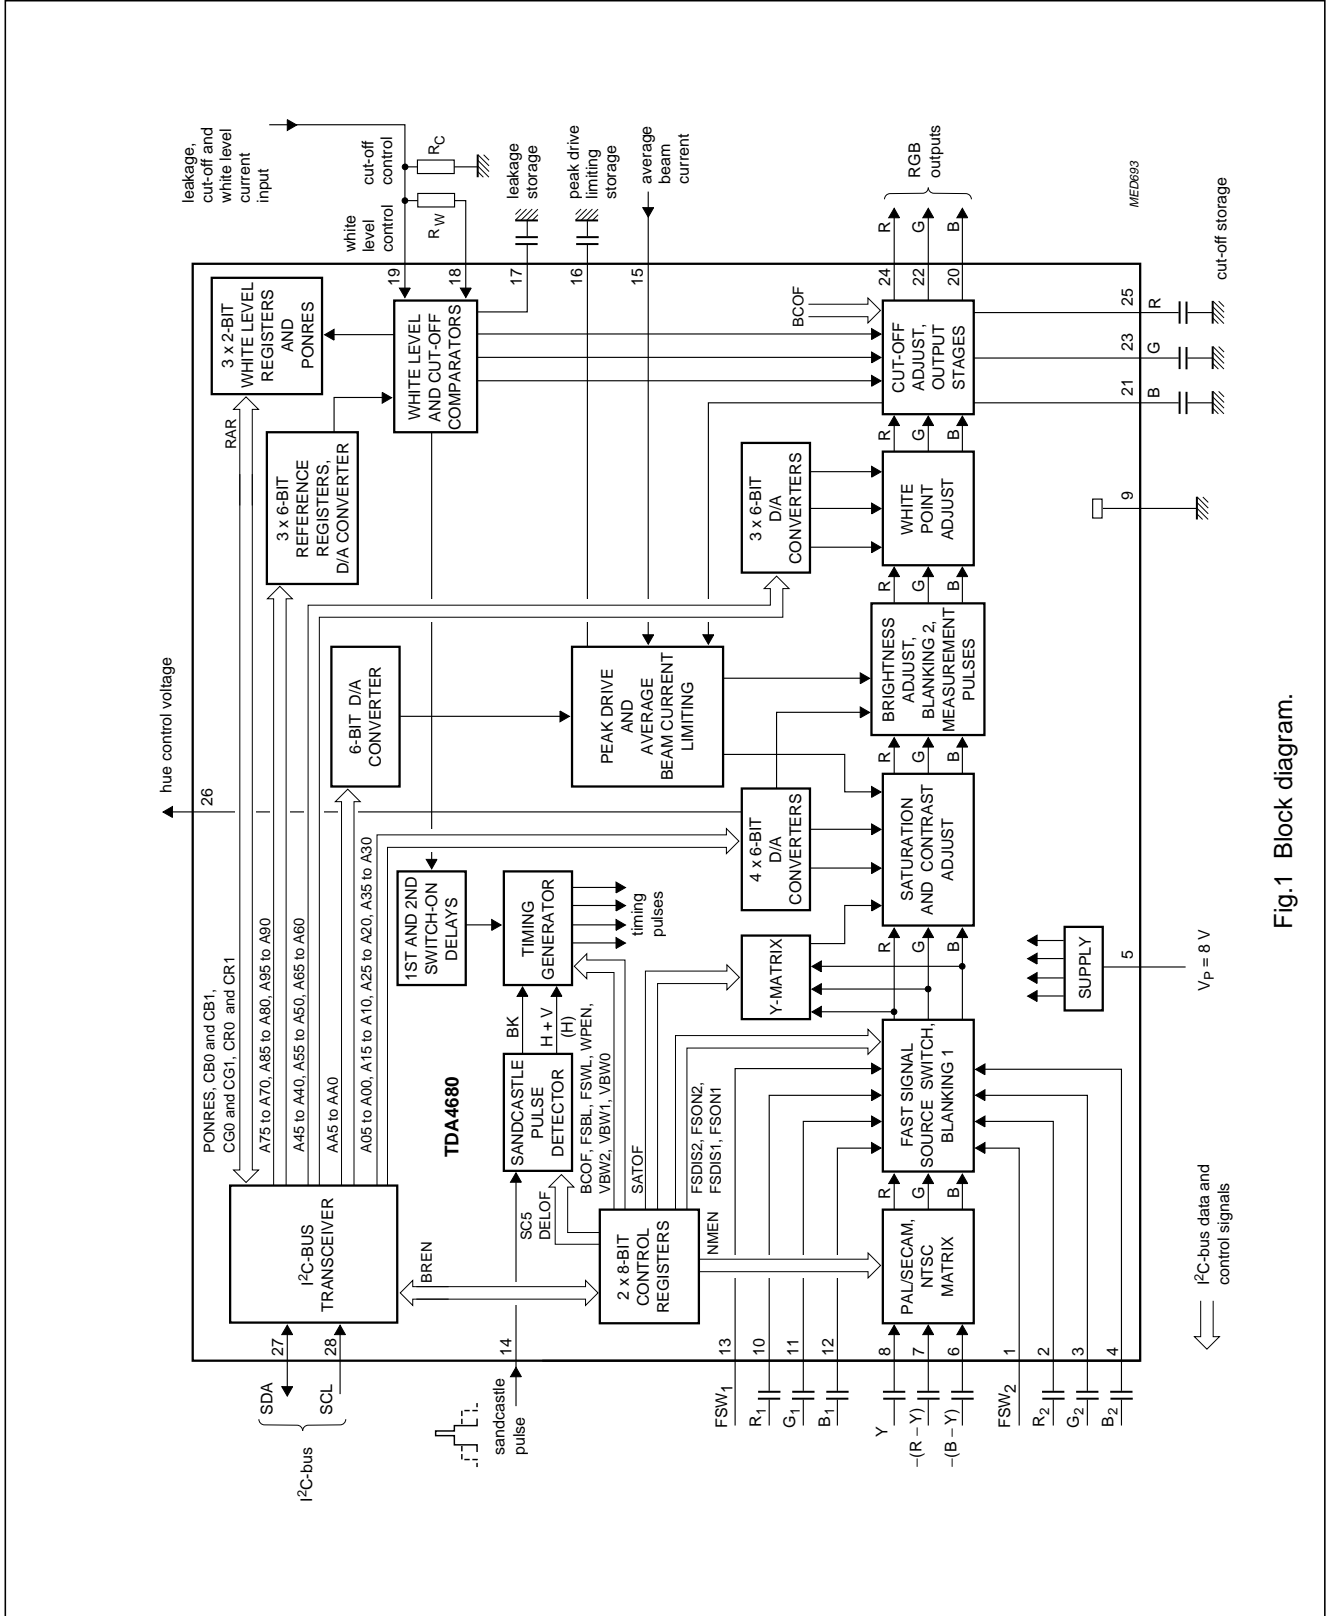 leakage,
cut-off and
white level
current
input
cut-off
control
R C
white
level
control
R W
leakage
storage
peak drive
limiting
storage
average
beam
current
RGB
outputs
R
G
B
MED693
cut-off storage
19
18
17
16
15
24
22
20
25
R
23
G
21
B
9
3 x 2-BIT
WHITE LEVEL
REGISTERS
AND
PONRES
WHITE LEVEL
AND CUT-OFF
COMPARATORS
BCOF
CUT-OFF
ADJUST,
OUTPUT
STAGES
RAR
3 x 6-BIT
REFERENCE
REGISTERS,
D/A CONVERTER
3 x 6-BIT
D/A
CONVERTERS
R
G
B
WHITE
POINT
ADJUST
R
G
B
hue control voltage
26
6-BIT D/A
CONVERTER
PEAK DRIVE
AND
AVERAGE
BEAM CURRENT
LIMITING
BRIGHTNESS
ADJUST,
BLANKING 2,
MEASUREMENT
PULSES
R
G
B
1ST AND 2ND
SWITCH-ON
DELAYS
TIMING
GENERATOR
timing
pulses
4 x 6-BIT
D/A
CONVERTERS
SATURATION
AND CONTRAST
ADJUST
R
G
B
Y-MATRIX
SUPPLY
5
VP = 8 V
PONRES, CB0 and CB1,
CG0 and CG1, CR0 and CR1
A75 to A70, A85 to A80, A95 to A90
A45 to A40, A55 to A50, A65 to A60
AA5 to AA0
A05 to A00, A15 to A10, A25 to A20, A35 to A30
TDA4680
BK
H + V
(H)
SANDCASTLE
PULSE
DETECTOR
BCOF, FSBL, FSWL, WPEN,
VBW2, VBW1, VBW0
SATOF
FSDIS2, FSON2,
FSDIS1, FSON1
FAST SIGNAL
SOURCE SWITCH,
BLANKING 1
I²C-BUS
TRANSCEIVER
BREN
SC5
DELOF
2 x 8-BIT
CONTROL
REGISTERS
NMEN
R
G
B
PAL/SECAM,
NTSC
MATRIX
27
28
14
13
10
11
12
8
7
6
1
2
3
4
SDA
SCL
I²C-bus
sandcastle
pulse
FSW1
R1
G1
B1
Y
−(R − Y)
−(B − Y)
FSW2
R2
G2
B2
I²C-bus data and
control signals
Fig.1 Block diagram.